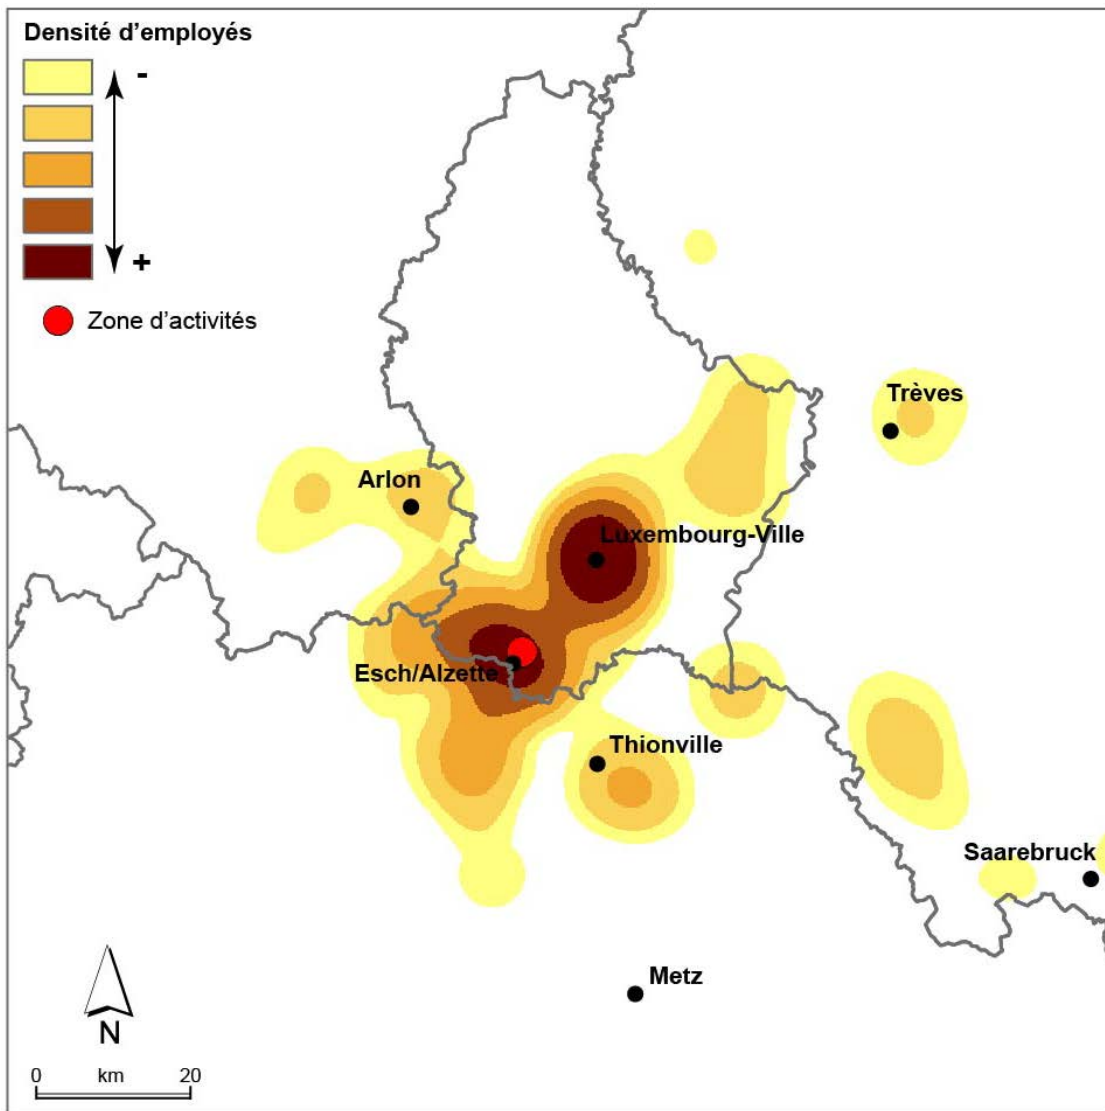 Densité d’employés
-
+
Zone d’activités
Trèves
Arlon
Luxembourg-Ville
Esch/Alzette
Thionville
Saarebruck
Metz
N
0 km 20